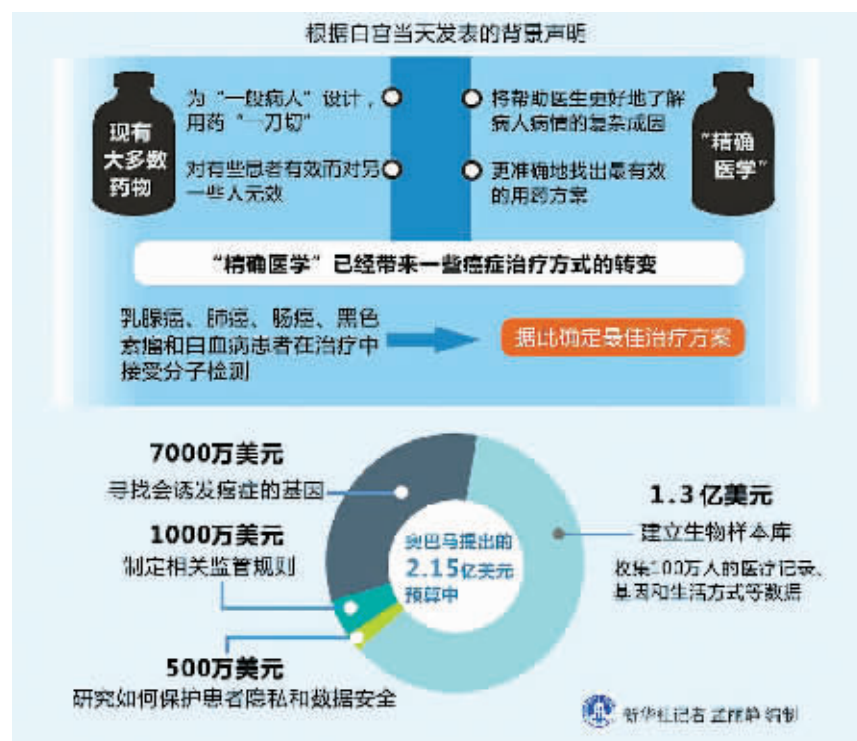 根据白宫当天发表的背景声明
现有
大多数
药物
为“一般病人”设计，
用药“一刀切”
对有些患者有效而对另
一些人无效
将帮助医生更好地了解
病人病情的复杂成因
更准确地找出最有效
的用药方案
“精确
医学”
“精确医学”已经带来一些癌症治疗方式的转变
乳腺癌、肺癌、肠癌、黑色
素瘤和白血病患者在治疗中
接受分子检测
据此确定最佳治疗方案
7000万美元
寻找会诱发癌症的基因
1000万美元
制定相关监管规则
500万美元
研究如何保护患者隐私和数据安全
奥巴马提出的
2.15亿美元
预算中
1.3亿美元
建立生物样本库
收集100万人的医疗记录、
基因和生活方式等数据
新华社记者 孟丽静 编制